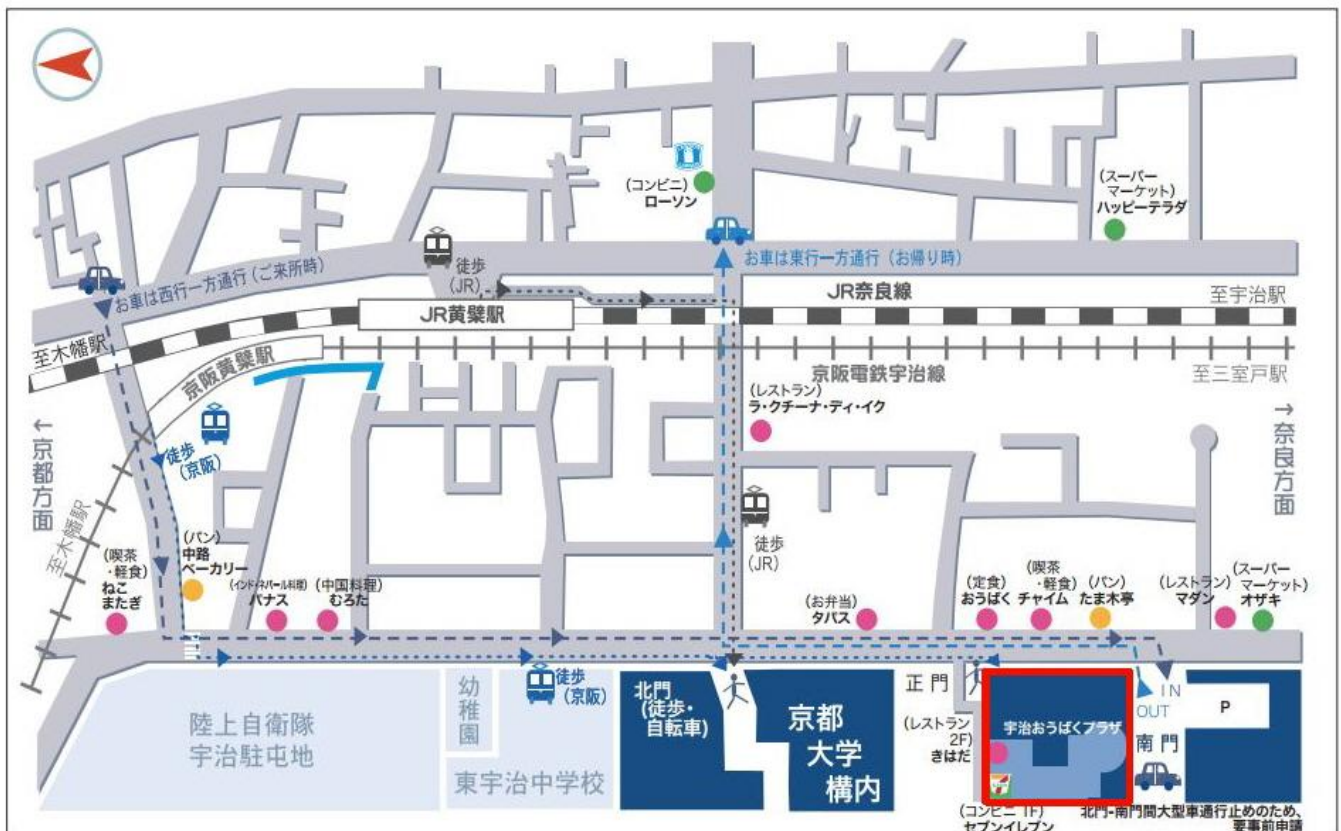 (コンビニ)
ローソン
(スーパー
マーケット)
ハッピーテラダ
お車は西行一方通行(ご来所時)
徒歩
(JR)
お車は東行一方通行(お帰り時)
JR奈良線
至宇治駅
JR黄檗駅
至木幡駅
京阪黄檗駅
京阪電鉄宇治線
至三室戸駅
(レストラン)
ラ・クチーナ・ディ・イク
←京都方面
→奈良方面
徒歩
(京阪)
至木幡駅
(喫茶
・軽食)
ねこ
またぎ
(パン)
中路
ベーカリー
(インド・ネパール料理)
バナス
(中国料理)
むろた
徒歩
(JR)
(お弁当)
タパス
(定食)
おうばく
(喫茶
・軽食)
チャイム
(パン)
たま木亭
(レストラン)
マダン
(スーパー
マーケット)
オザキ
陸上自衛隊
宇治駐屯地
幼稚園
徒歩
(京阪)
東宇治中学校
北門
(徒歩・
自転車)
京都
大学
構内
正門
(レストラン
2F)
きはだ
宇治おうばくプラザ
IN
OUT
南門
P
(コンビニ 1F)
セブンイレブン
北門-南門間大型車通行止めのため、
要事前申請